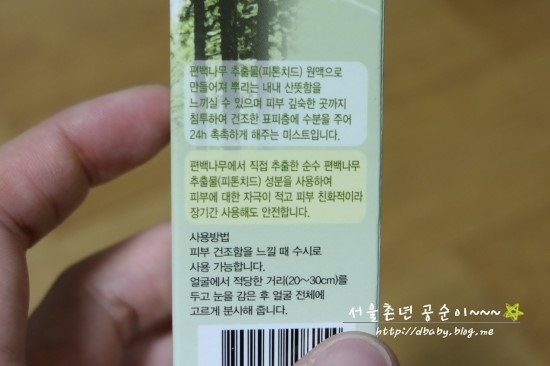 편백나무 추출물(피톤치드) 원액으로
만들어져 뿌리는 내내 산뜻함을
느끼실 수 있으며 피부 깊숙한 곳까지
침투하여 건조한 표피층에 수분을 주어
24h 촉촉하게 해주는 미스트입니다.
편백나무에서 직접 추출한 순수 편백나무
추출물(피톤치드) 성분을 사용하여
피부에 대한 자극이 적고 피부 친화적이라
장기간 사용해도 안전합니다.
사용방법
피부 건조함을 느낄 때 수시로
사용 가능합니다.
얼굴에서 적당한 거리(20~30cm)를
두고 눈을 감은 후 얼굴 전체에
고르게 분사해 줍니다.
서울촌년 공순이~~~
http://dbaby.blog.me